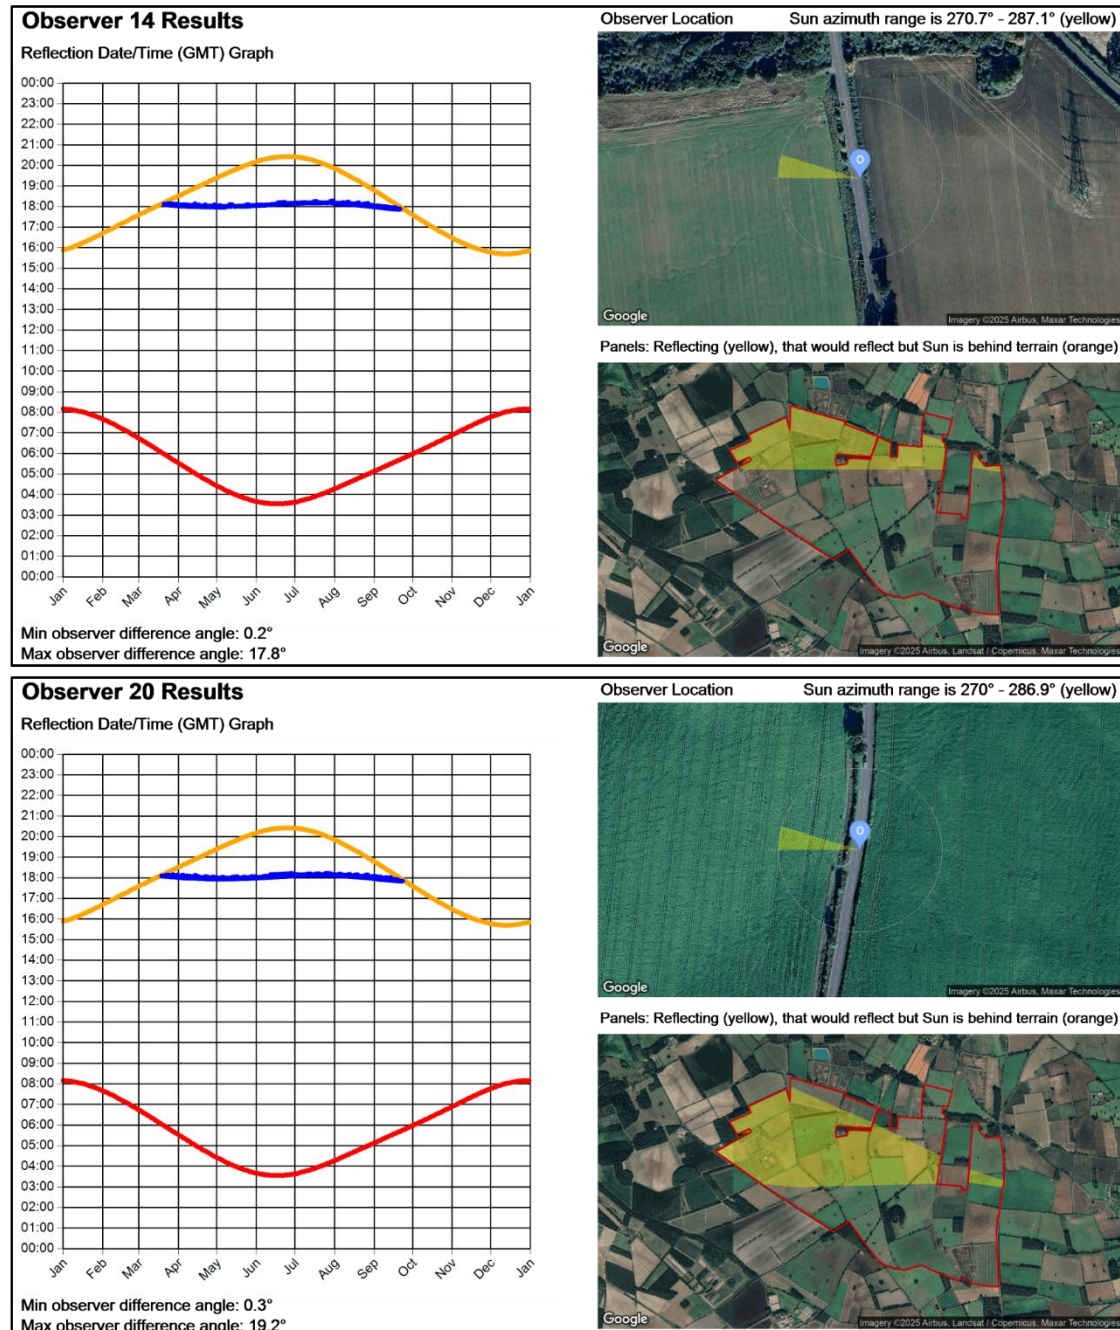 Observer 14 Results
Reflection Date/Time (GMT) Graph
00:00
23:00
22:00
21:00
20:00
19:00
18:00
17:00
16:00
15:00
14:00
13:00
12:00
11:00
10:00
09:00
08:00
07:00
06:00
05:00
04:00
03:00
02:00
01:00
00:00
Jan Feb Mar Apr May Jun Jul Aug Sep Oct Nov Dec Jan
Min observer difference angle: 0.2°
Max observer difference angle: 17.8°
Observer Location Sun azimuth range is 270.7° - 287.1° (yellow)
O
Google Imagery ©2025 Airbus, Maxar Technologies
Panels: Reflecting (yellow), that would reflect but Sun is behind terrain (orange)
Google Imagery ©2025 Airbus, Landsat / Copernicus, Maxar Technologies
Observer 20 Results
Reflection Date/Time (GMT) Graph
00:00
23:00
22:00
21:00
20:00
19:00
18:00
17:00
16:00
15:00
14:00
13:00
12:00
11:00
10:00
09:00
08:00
07:00
06:00
05:00
04:00
03:00
02:00
01:00
00:00
Jan Feb Mar Apr May Jun Jul Aug Sep Oct Nov Dec Jan
Min observer difference angle: 0.3°
Max observer difference angle: 19.2°
Observer Location Sun azimuth range is 270° - 286.9° (yellow)
O
Google Imagery ©2025 Airbus, Maxar Technologies
Panels: Reflecting (yellow), that would reflect but Sun is behind terrain (orange)
Google Imagery ©2025 Airbus, Landsat / Copernicus, Maxar Technologies